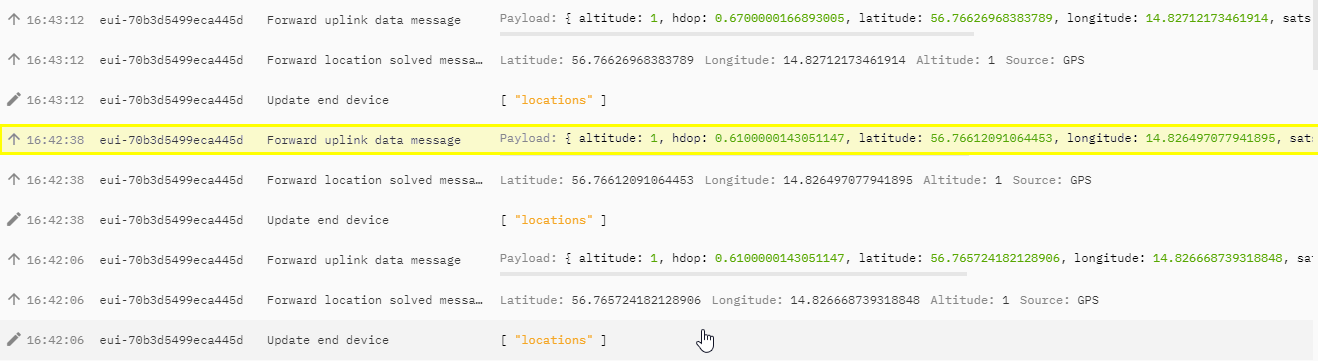 16:43:12 eui-70b3d5499eca445d Forward uplink data message Payload: { altitude: 1, hdop: 0.6700000166893005, latitude: 56.76626968383789, longitude: 14.82712173461914, sats
16:43:12 eui-70b3d5499eca445d Forward location solved messa… Latitude: 56.76626968383789 Longitude: 14.82712173461914 Altitude: 1 Source: GPS
16:43:12 eui-70b3d5499eca445d Update end device [ "locations" ]
16:42:38 eui-70b3d5499eca445d Forward uplink data message Payload: { altitude: 1, hdop: 0.6100000143051147, latitude: 56.76612091064453, longitude: 14.826497077941895, sats
16:42:38 eui-70b3d5499eca445d Forward location solved messa… Latitude: 56.76612091064453 Longitude: 14.826497077941895 Altitude: 1 Source: GPS
16:42:38 eui-70b3d5499eca445d Update end device [ "locations" ]
16:42:06 eui-70b3d5499eca445d Forward uplink data message Payload: { altitude: 1, hdop: 0.6100000143051147, latitude: 56.765724182128906, longitude: 14.826668739318848, sa
16:42:06 eui-70b3d5499eca445d Forward location solved messa… Latitude: 56.765724182128906 Longitude: 14.826668739318848 Altitude: 1 Source: GPS
16:42:06 eui-70b3d5499eca445d Update end device [ "locations" ]